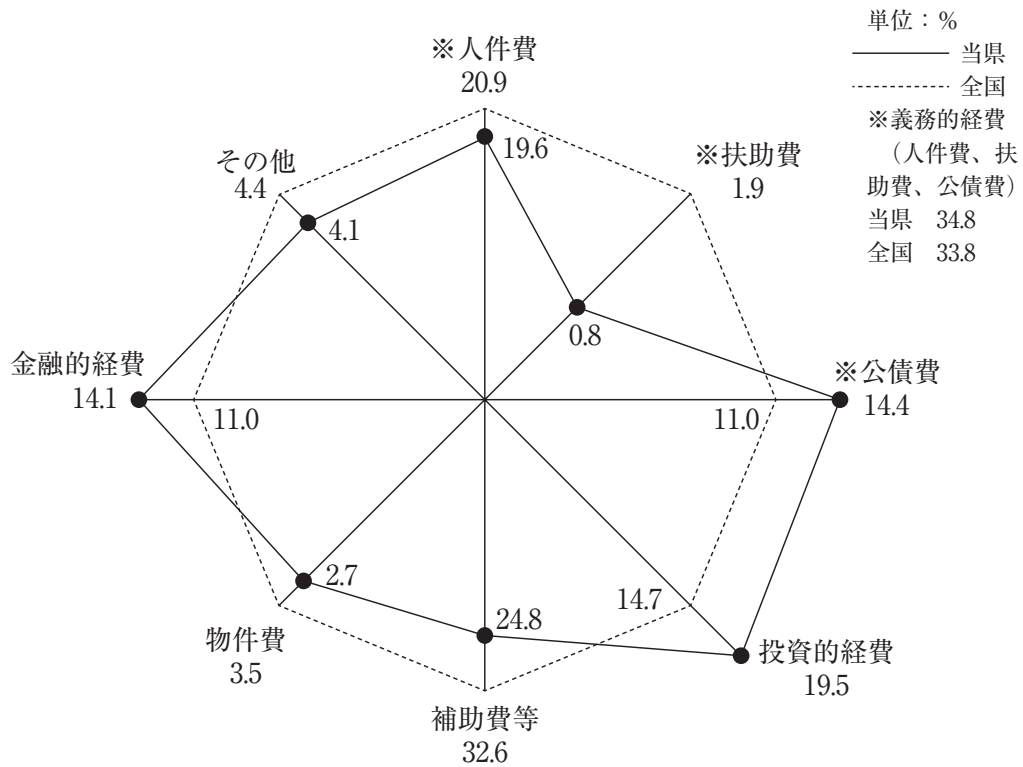 単位：%
当県
全国
※義務的経費
（人件費、扶
助費、公債費）
当県　34.8
全国　33.8
※人件費
20.9
19.6
※扶助費
1.9
0.8
※公債費
14.4
11.0
投資的経費
19.5
14.7
補助費等
32.6
24.8
物件費
3.5
2.7
金融的経費
14.1
11.0
その他
4.4
4.1